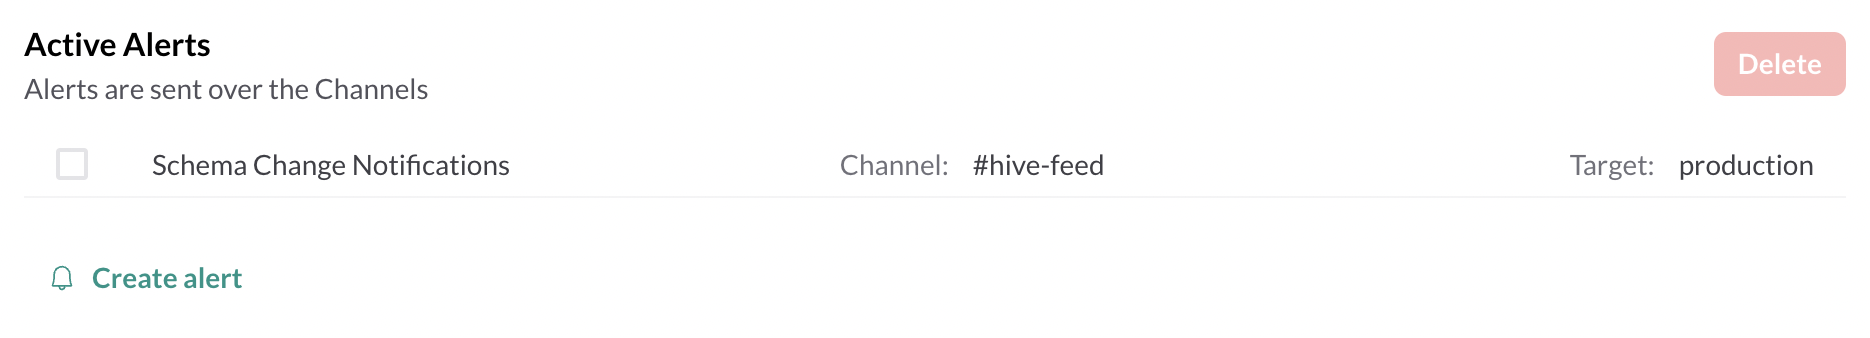 Active Alerts
Delete
Alerts are sent over the Channels
Schema Change Notifications Channel: #hive-feed Target: production
Create alert